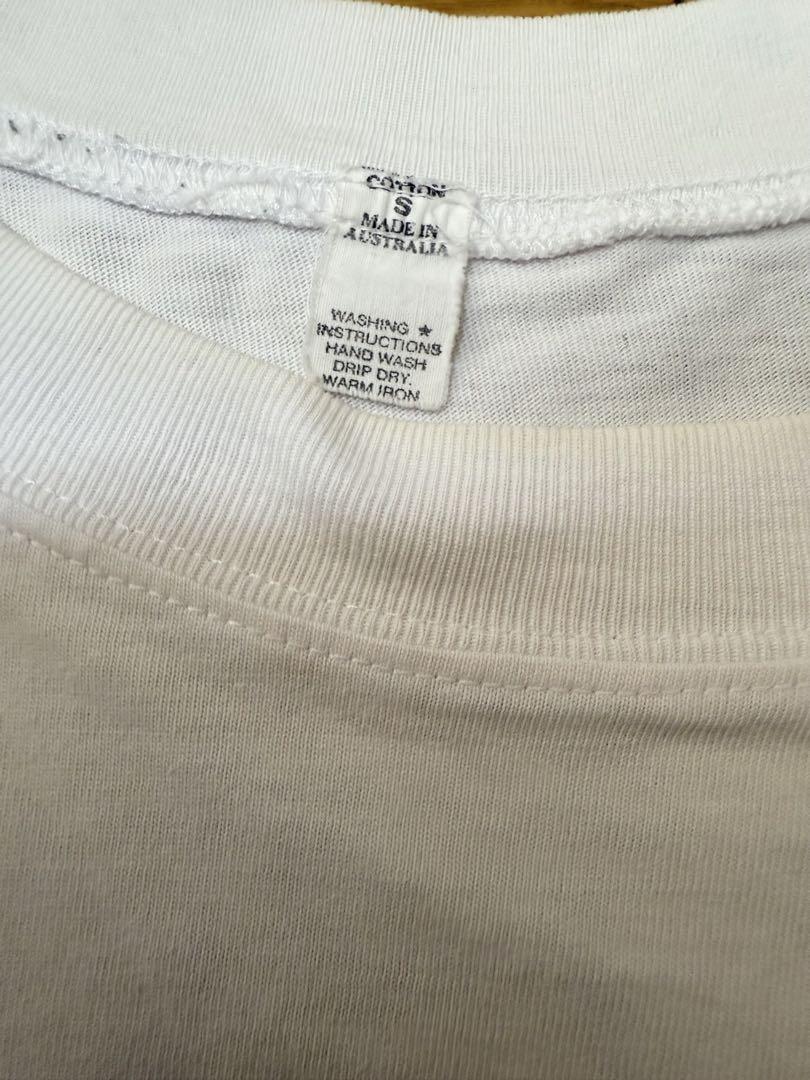 COTTON
S
MADE IN
AUSTRALIA
WASHING ★
INSTRUCTIONS
HAND WASH
DRIP DRY.
WARM IRON